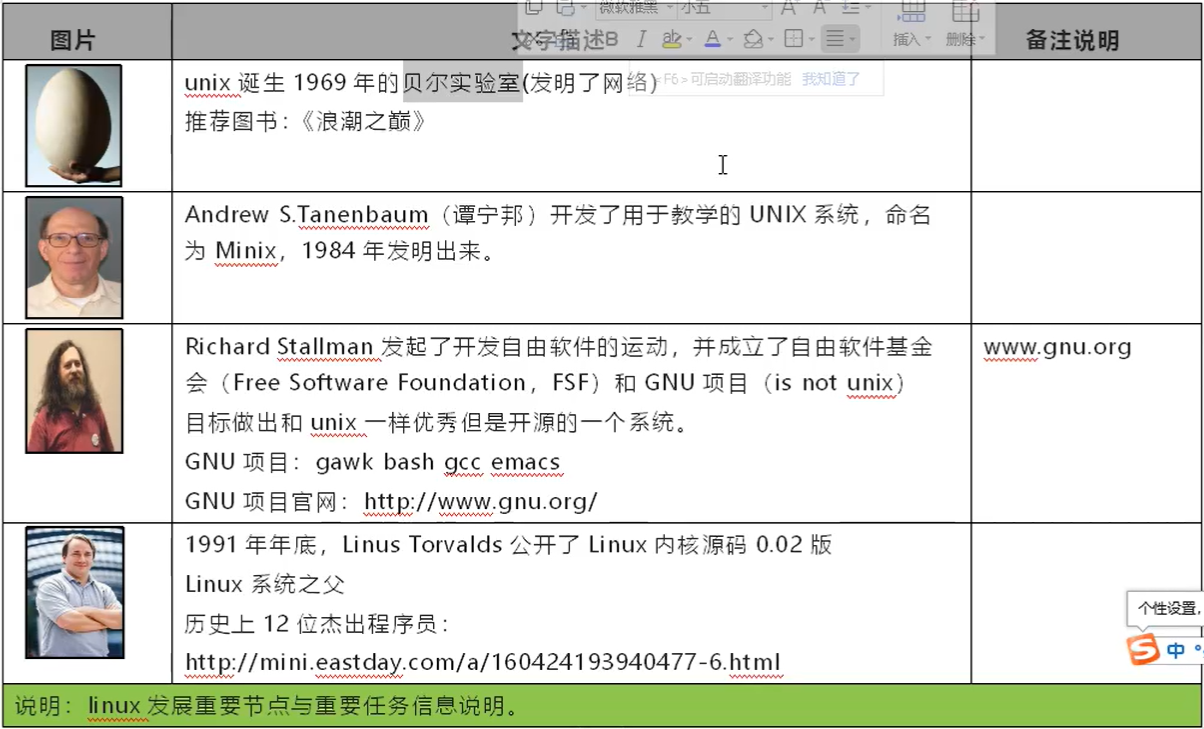 微软雅黑 小五
图片
文字描述
B I A
插入 删除
备注说明
<F6>可启动翻译功能 我知道了
unix 诞生 1969 年的贝尔实验室(发明了网络)
推荐图书：《浪潮之巅》
Andrew S.Tanenbaum（谭宁邦）开发了用于教学的 UNIX 系统，命名
为 Minix，1984 年发明出来。
Richard Stallman 发起了开发自由软件的运动，并成立了自由软件基金
会（Free Software Foundation，FSF）和 GNU 项目（is not unix）
目标做出和 unix 一样优秀但是开源的一个系统。
GNU 项目：gawk bash gcc emacs
GNU 项目官网：http://www.gnu.org/
www.gnu.org
1991 年年底，Linus Torvalds 公开了 Linux 内核源码 0.02 版
Linux 系统之父
历史上 12 位杰出程序员：
http://mini.eastday.com/a/160424193940477-6.html
个性设置,
S 中
说明：linux 发展重要节点与重要任务信息说明。